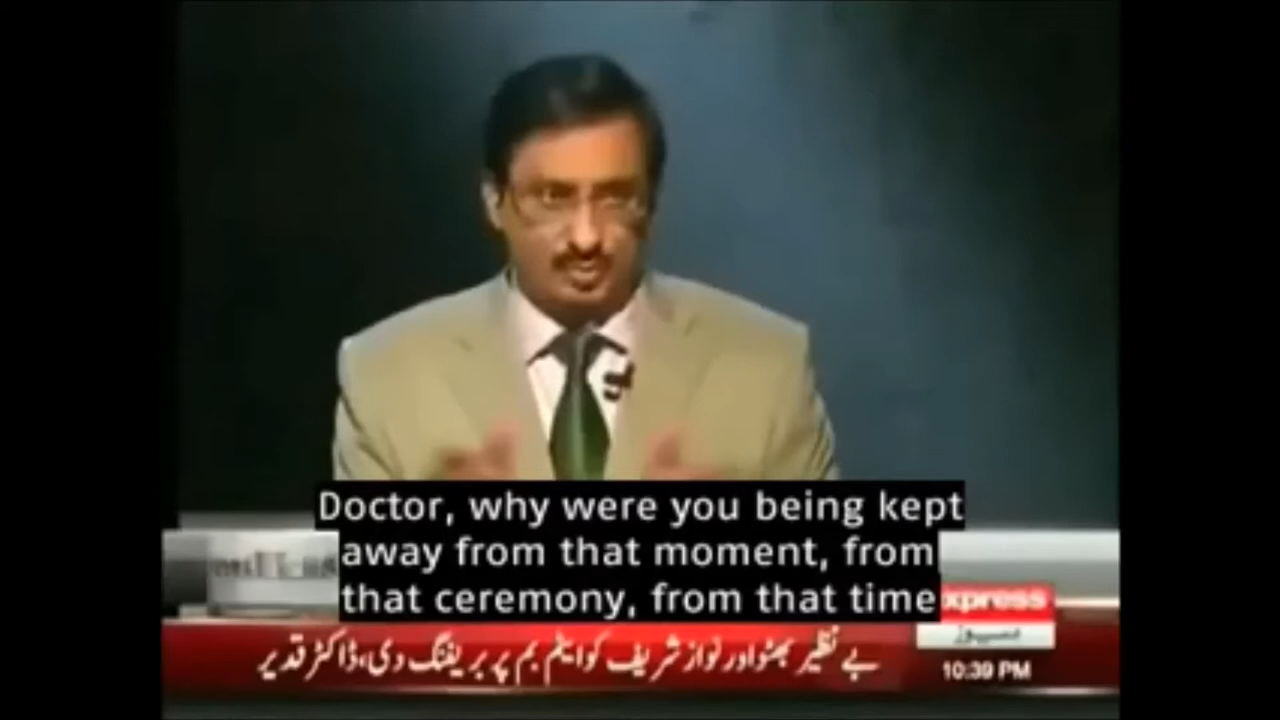 Doctor, why were you being kept
away from that moment, from
that ceremony, from that time
xpress
نیوز
بے نظیر بھٹو اور نواز شریف کو ایٹم بم پر بریفنگ دی، ڈاکٹر قدیر
10:39 PM